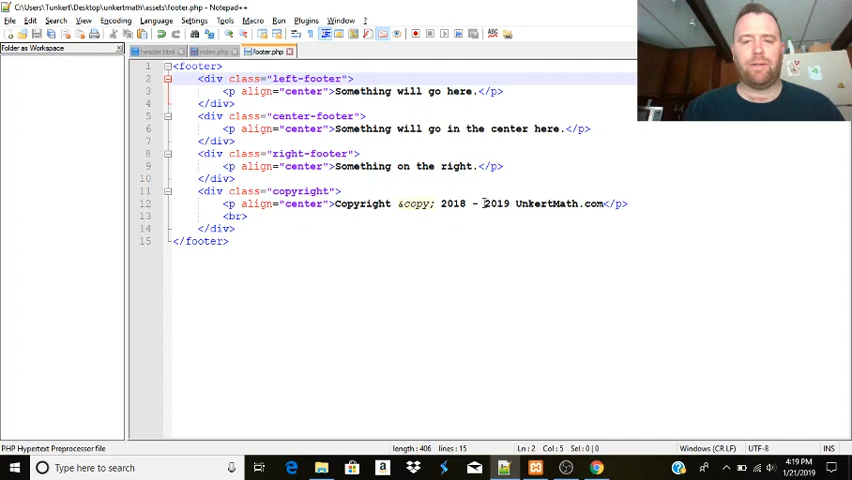 C:\Users\Tunkert\Desktop\unkertmath\assets\footer.php - Notepad++
File Edit Search View Encoding Language Settings Tools Macro Run Plugins Window ?
X
Folder as Workspace
header.html index.php footer.php
1 <footer>
2 <div class="left-footer">
3 <p align="center">Something will go here.</p>
4 </div>
5 <div class="center-footer">
6 <p align="center">Something will go in the center here.</p>
7 </div>
8 <div class="right-footer">
9 <p align="center">Something on the right.</p>
10 </div>
11 <div class="copyright">
12 <p align="center">Copyright &copy; 2018 - 2019 UnkertMath.com</p>
13 <br>
14 </div>
15 </footer>
PHP Hypertext Preprocessor file length : 406 lines : 15 Ln : 2 Col : 5 Sel : 0 | 0 Windows (CR LF) UTF-8 INS
Type here to search
4:19 PM
1/21/2019